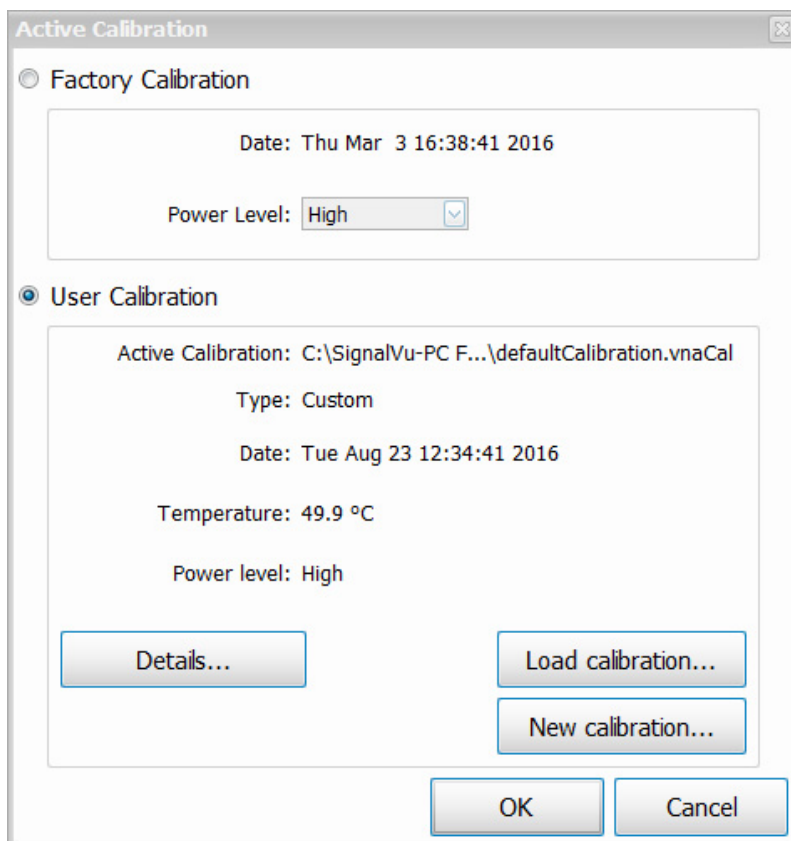 Active Calibration
Factory Calibration
Date: Thu Mar 3 16:38:41 2016
Power Level: High
User Calibration
Active Calibration: C:\SignalVu-PC F...\defaultCalibration.vnaCal
Type: Custom
Date: Tue Aug 23 12:34:41 2016
Temperature: 49.9 ºC
Power level: High
Details... Load calibration...
New calibration...
OK Cancel